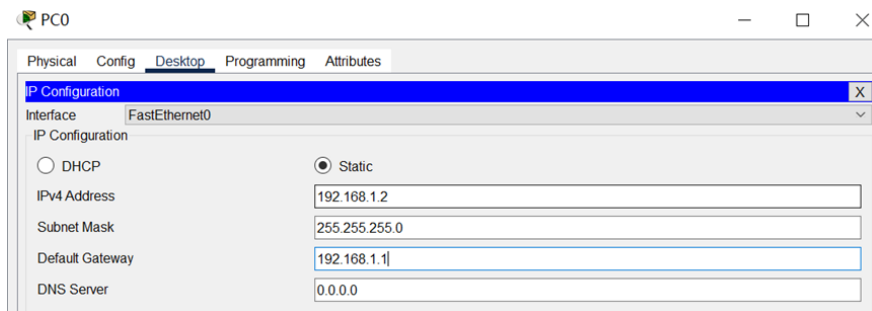 PC0
Physical Config Desktop Programming Attributes
IP Configuration X
Interface FastEthernet0
IP Configuration
DHCP Static
IPv4 Address 192.168.1.2
Subnet Mask 255.255.255.0
Default Gateway 192.168.1.1
DNS Server 0.0.0.0